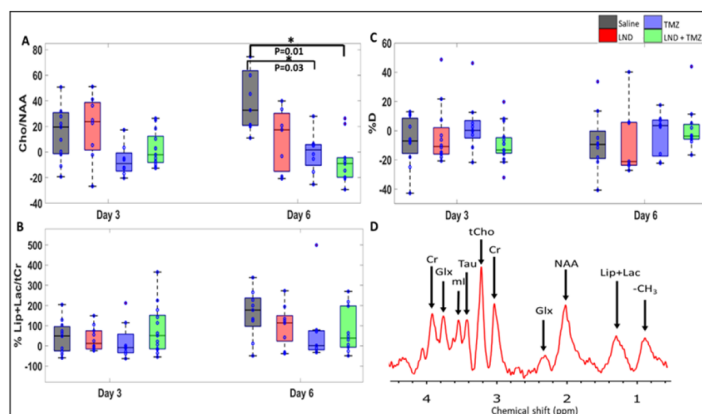 A
80
60
40
20
0
-20
-40
Cho/NAA
*
P=0.01
*
P=0.03
Day 3
Day 6
C
Saline
LND
TMZ
LND + TMZ
60
40
20
0
-20
-40
-60
%D
Day 3
Day 6
B
500
400
300
200
100
0
-100
% Lip+Lac/tCr
Day 3
Day 6
D
Cr
Glx
mI
Tau
tCho
Cr
Glx
NAA
Lip+Lac
-CH₃
4
3
2
1
Chemical shift (ppm)